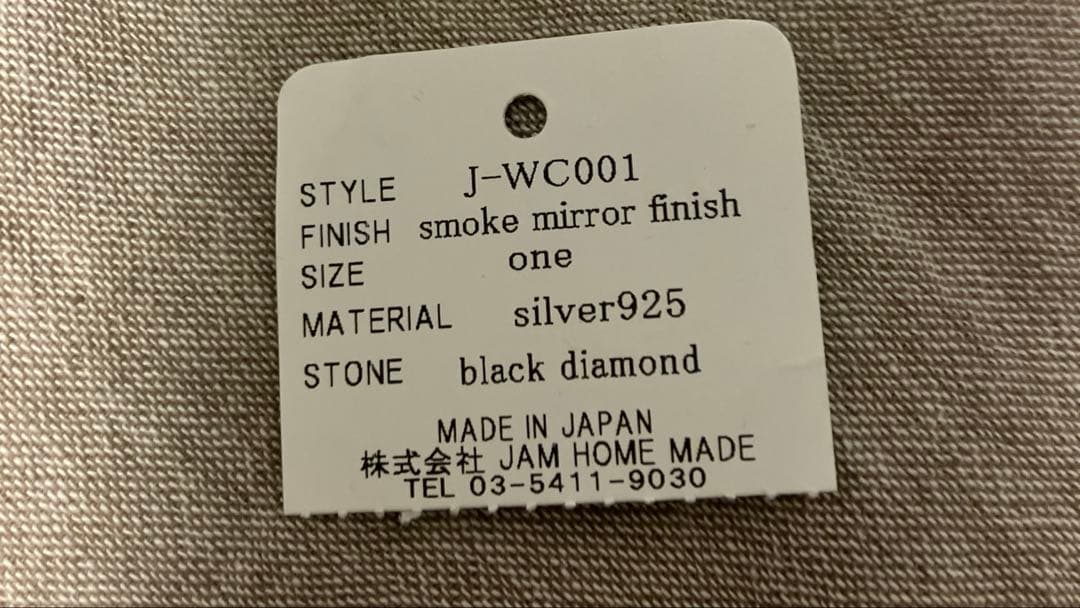 STYLE J-WC001
FINISH smoke mirror finish
SIZE one
MATERIAL silver925
STONE black diamond
MADE IN JAPAN
株式会社 JAM HOME MADE
TEL 03-5411-9030